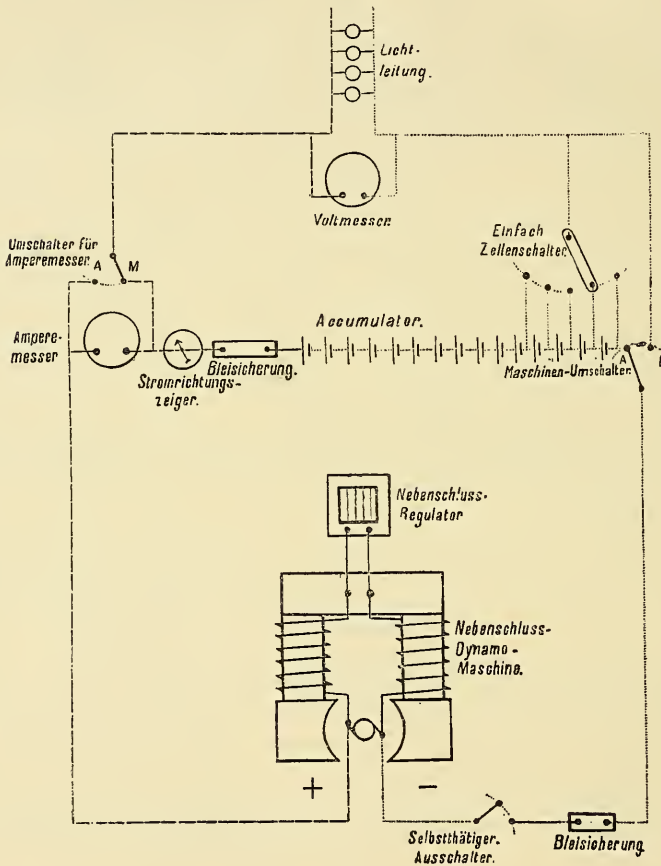 Licht-
leitung.
Voltmesser.
Umschalter für
Amperemesser.
A M
Einfach
Zellenschalter.
Ampere-
messer
Accumulator.
Bleisicherung.
Stromrichtungs-
zeiger.
A
Maschinen-Umschalter.
Nebenschluss-
Regulator
Nebenschluss-
Dynamo-
Maschine.
+ −
Selbstthätiger.
Ausschalter.
Bleisicherung.